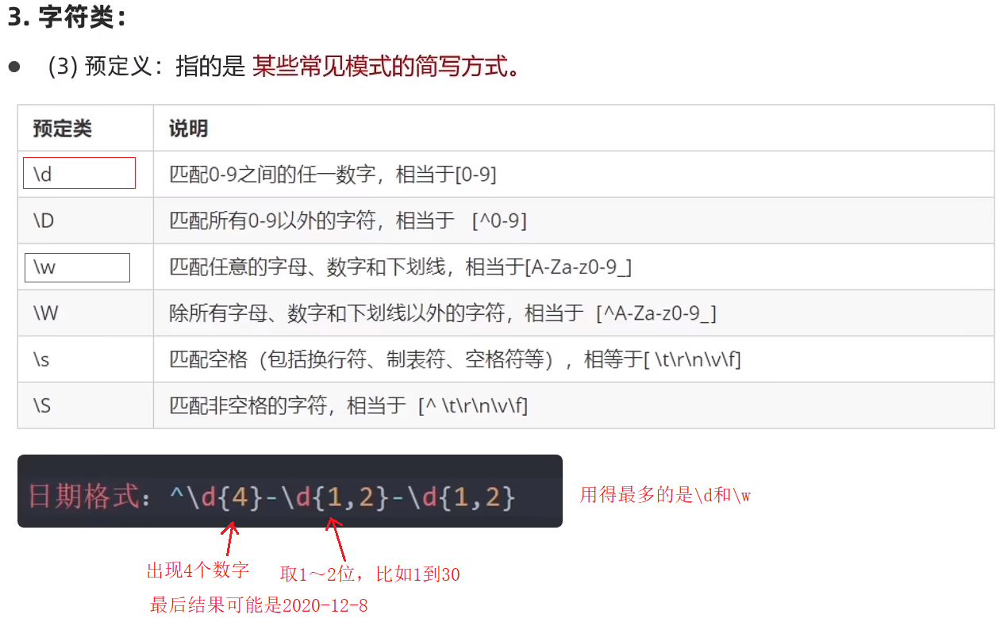 3. 字符类：
● (3) 预定义：指的是 某些常见模式的简写方式。
预定类 说明
\d 匹配0-9之间的任一数字，相当于[0-9]
\D 匹配所有0-9以外的字符，相当于 [^0-9]
\w 匹配任意的字母、数字和下划线，相当于[A-Za-z0-9_]
\W 除所有字母、数字和下划线以外的字符，相当于 [^A-Za-z0-9_]
\s 匹配空格（包括换行符、制表符、空格符等），相等于[ \t\r\n\v\f]
\S 匹配非空格的字符，相当于 [^ \t\r\n\v\f]
日期格式：^\d{4}-\d{1,2}-\d{1,2}
用得最多的是\d和\w
出现4个数字
取1～2位，比如1到30
最后结果可能是2020-12-8